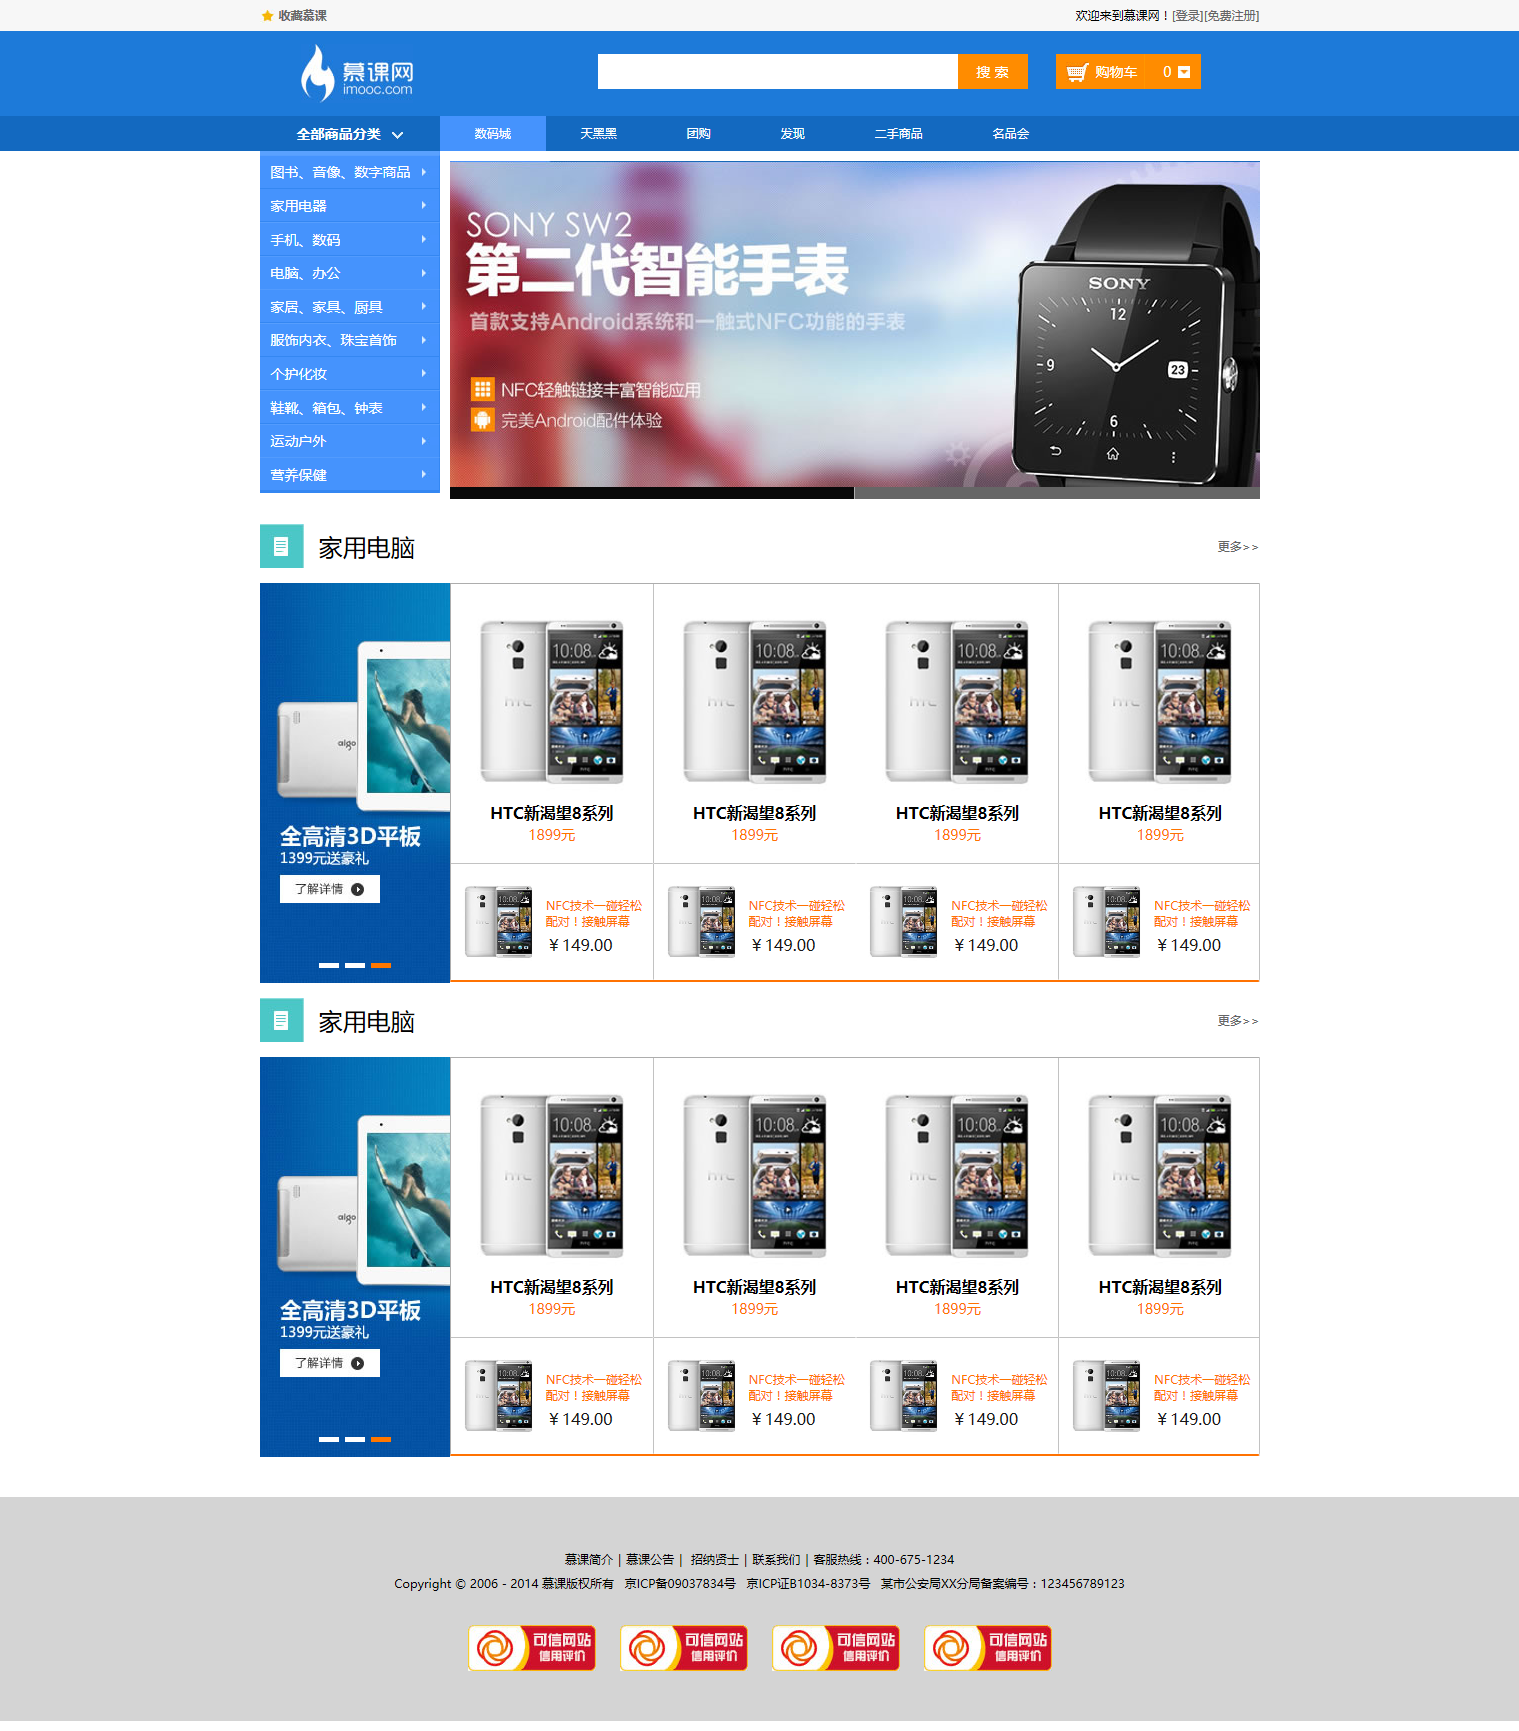 收藏慕课
欢迎来到慕课网！[登录][免费注册]
慕课网
imooc.com
搜 索
购物车 0
全部商品分类 数码城 天黑黑 团购 发现 二手商品 名品会
图书、音像、数字商品
家用电器
手机、数码
电脑、办公
家居、家具、厨具
服饰内衣、珠宝首饰
个护化妆
鞋靴、箱包、钟表
运动户外
营养保健
SONY SW2
第二代智能手表
首款支持Android系统和一触式NFC功能的手表
NFC轻触链接丰富智能应用
完美Android配件体验
SONY
12
9
23
6
家用电脑
更多>>
aigo
全高清3D平板
1399元送豪礼
了解详情
10:08 10:08 10:08 10:08
hTC hTC hTC hTC
HTC新渴望8系列 HTC新渴望8系列 HTC新渴望8系列 HTC新渴望8系列
1899元 1899元 1899元 1899元
NFC技术一碰轻松 NFC技术一碰轻松 NFC技术一碰轻松 NFC技术一碰轻松
配对！接触屏幕 配对！接触屏幕 配对！接触屏幕 配对！接触屏幕
￥149.00 ￥149.00 ￥149.00 ￥149.00
家用电脑
更多>>
aigo
全高清3D平板
1399元送豪礼
了解详情
10:08 10:08 10:08 10:08
hTC hTC hTC hTC
HTC新渴望8系列 HTC新渴望8系列 HTC新渴望8系列 HTC新渴望8系列
1899元 1899元 1899元 1899元
NFC技术一碰轻松 NFC技术一碰轻松 NFC技术一碰轻松 NFC技术一碰轻松
配对！接触屏幕 配对！接触屏幕 配对！接触屏幕 配对！接触屏幕
￥149.00 ￥149.00 ￥149.00 ￥149.00
慕课简介 | 慕课公告 | 招纳贤士 | 联系我们 | 客服热线：400-675-1234
Copyright © 2006 - 2014 慕课版权所有 京ICP备09037834号 京ICP证B1034-8373号 某市公安局XX分局备案编号：123456789123
可信网站 可信网站 可信网站 可信网站
信用评价 信用评价 信用评价 信用评价